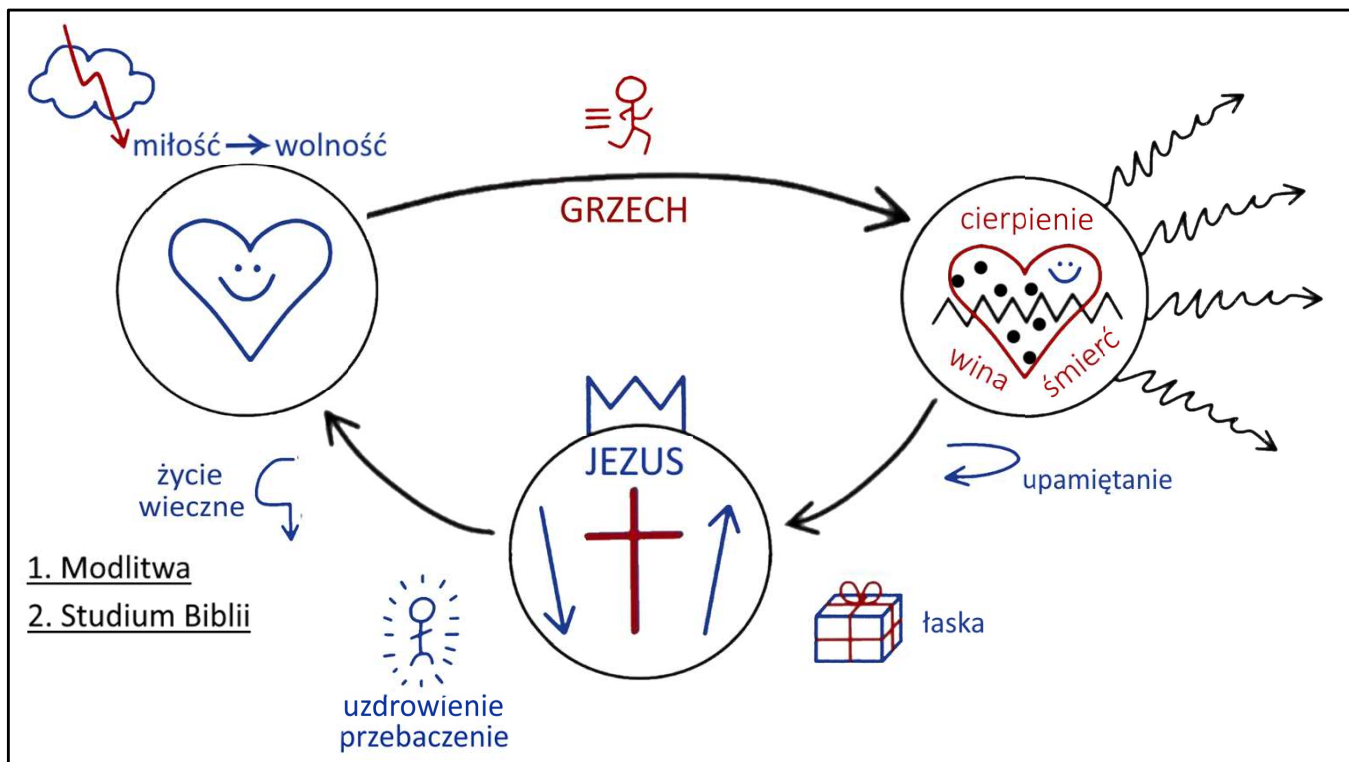 miłość → wolność
GRZECH
cierpienie
wina
śmierć
JEZUS
życie
wieczne
upamiętanie
1. Modlitwa
2. Studium Biblii
łaska
uzdrowienie
przebaczenie